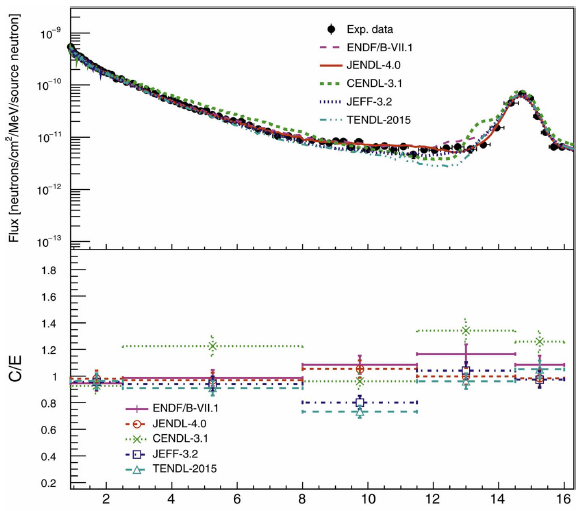 Flux [neutrons/cm²/MeV/source neutron]
10⁻⁹
10⁻¹⁰
10⁻¹¹
10⁻¹²
10⁻¹³
Exp. data
ENDF/B-VII.1
JENDL-4.0
CENDL-3.1
JEFF-3.2
TENDL-2015
C/E
1.8
1.6
1.4
1.2
1
0.8
0.6
0.4
0.2
ENDF/B-VII.1
JENDL-4.0
CENDL-3.1
JEFF-3.2
TENDL-2015
2 4 6 8 10 12 14 16